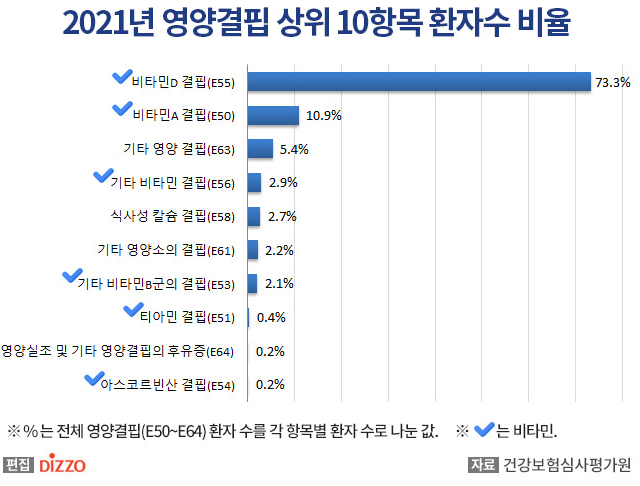 2021년 영양결핍 상위 10항목 환자수 비율
비타민D 결핍(E55) 73.3%
비타민A 결핍(E50) 10.9%
기타 영양 결핍(E63) 5.4%
기타 비타민 결핍(E56) 2.9%
식사성 칼슘 결핍(E58) 2.7%
기타 영양소의 결핍(E61) 2.2%
기타 비타민B군의 결핍(E53) 2.1%
티아민 결핍(E51) 0.4%
영양실조 및 기타 영양결핍의 후유증(E64) 0.2%
아스코르빈산 결핍(E54) 0.2%
※ %는 전체 영양결핍(E50~E64) 환자 수를 각 항목별 환자 수로 나눈 값. ※ ✔는 비타민.
편집 DIZZO 자료 건강보험심사평가원